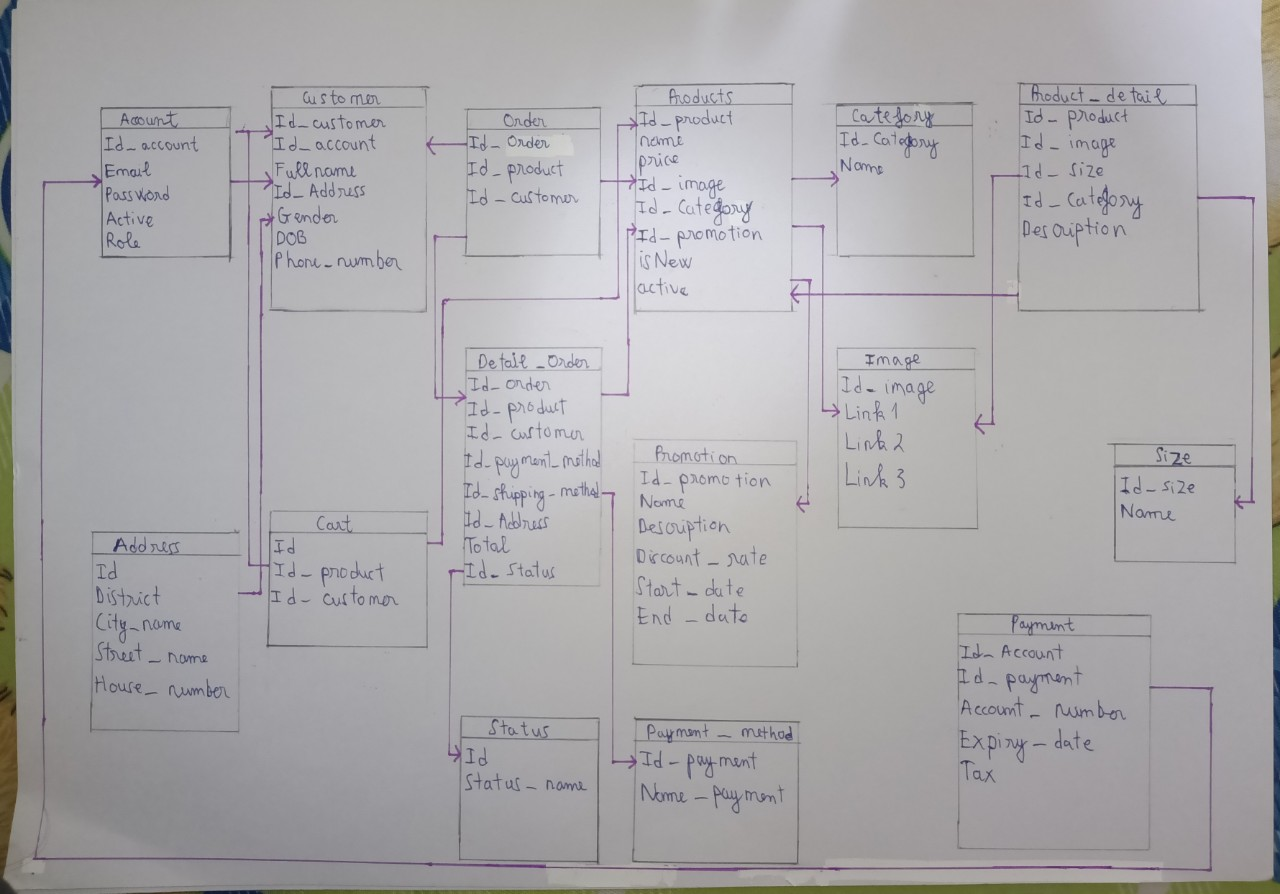 Account
Id_account
Email
Password
Active
Role
Customer
Id_customer
Id_account
Fullname
Id_Address
Gender
DOB
Phone_number
Order
Id_Order
Id_product
Id_customer
Products
Id_product
name
price
Id_image
Id_Category
Id_promotion
isNew
active
Category
Id_Category
Name
Product_detail
Id_product
Id_image
Id_size
Id_Category
Description
Detail_Order
Id_order
Id_product
Id_customer
Id_payment_method
Id_shipping_method
Id_Address
Total
Id_Status
Image
Id_image
Link 1
Link 2
Link 3
Promotion
Id_promotion
Name
Description
Discount_rate
Start_date
End_date
Size
Id_size
Name
Address
Id
District
City_name
Street_name
House_number
Cart
Id
Id_product
Id_customer
Payment
Id_Account
Id_payment
Account_number
Expiry_date
Tax
Status
Id
Status_name
Payment_method
Id_payment
Name_payment